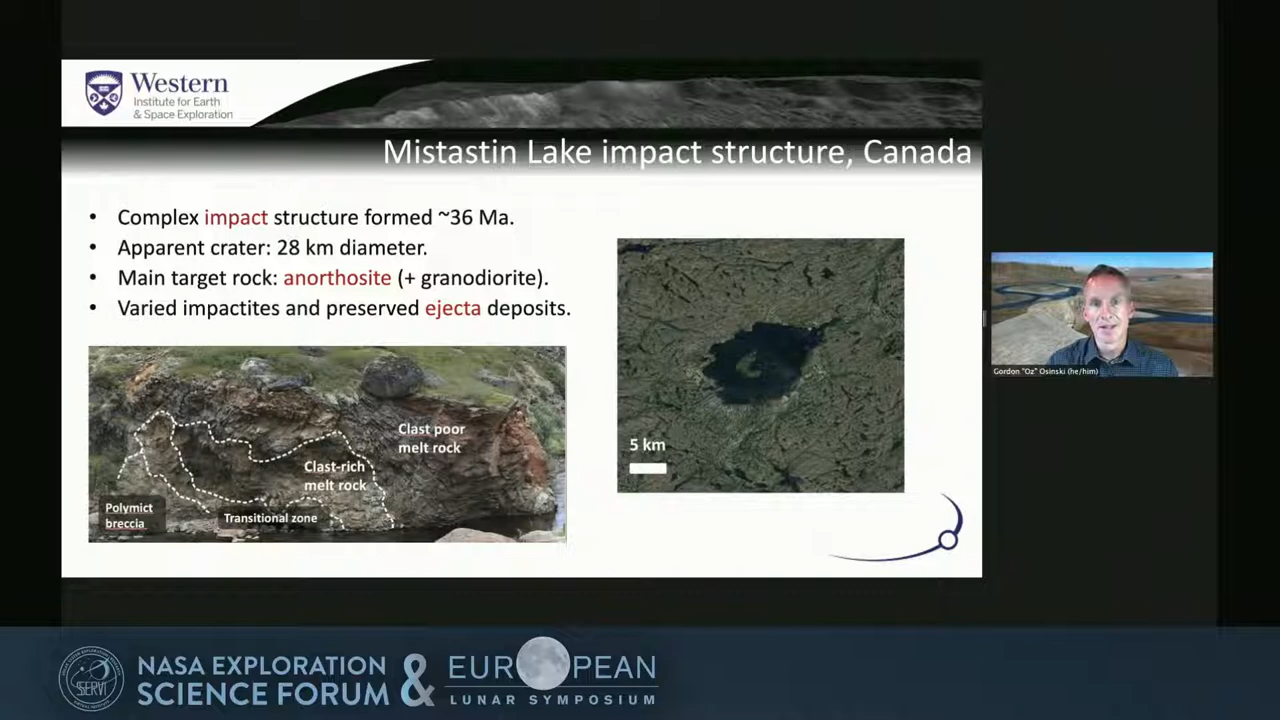 Western
Institute for Earth
& Space Exploration
Mistastin Lake impact structure, Canada
• Complex impact structure formed ~36 Ma.
• Apparent crater: 28 km diameter.
• Main target rock: anorthosite (+ granodiorite).
• Varied impactites and preserved ejecta deposits.
Clast poor
melt rock
Clast-rich
melt rock
Polymict
breccia
Transitional zone
5 km
Gordon "Oz" Osinski (he/him)
SSERVI
NASA EXPLORATION
SCIENCE FORUM
&
EUROPEAN
LUNAR SYMPOSIUM